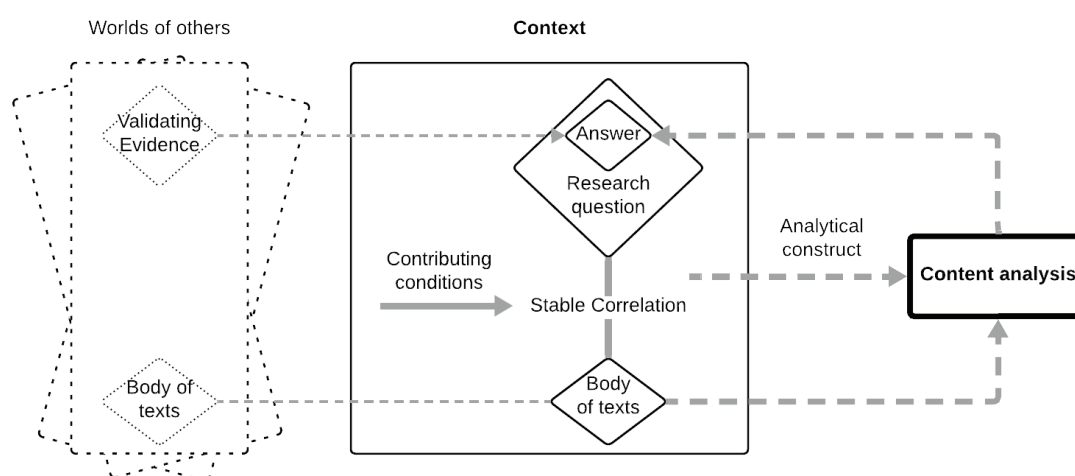 Worlds of others
Context
Validating
Evidence
Answer
Research
question
Analytical
construct
Contributing
conditions
Content analysis
Stable Correlation
Body of
texts
Body
of texts